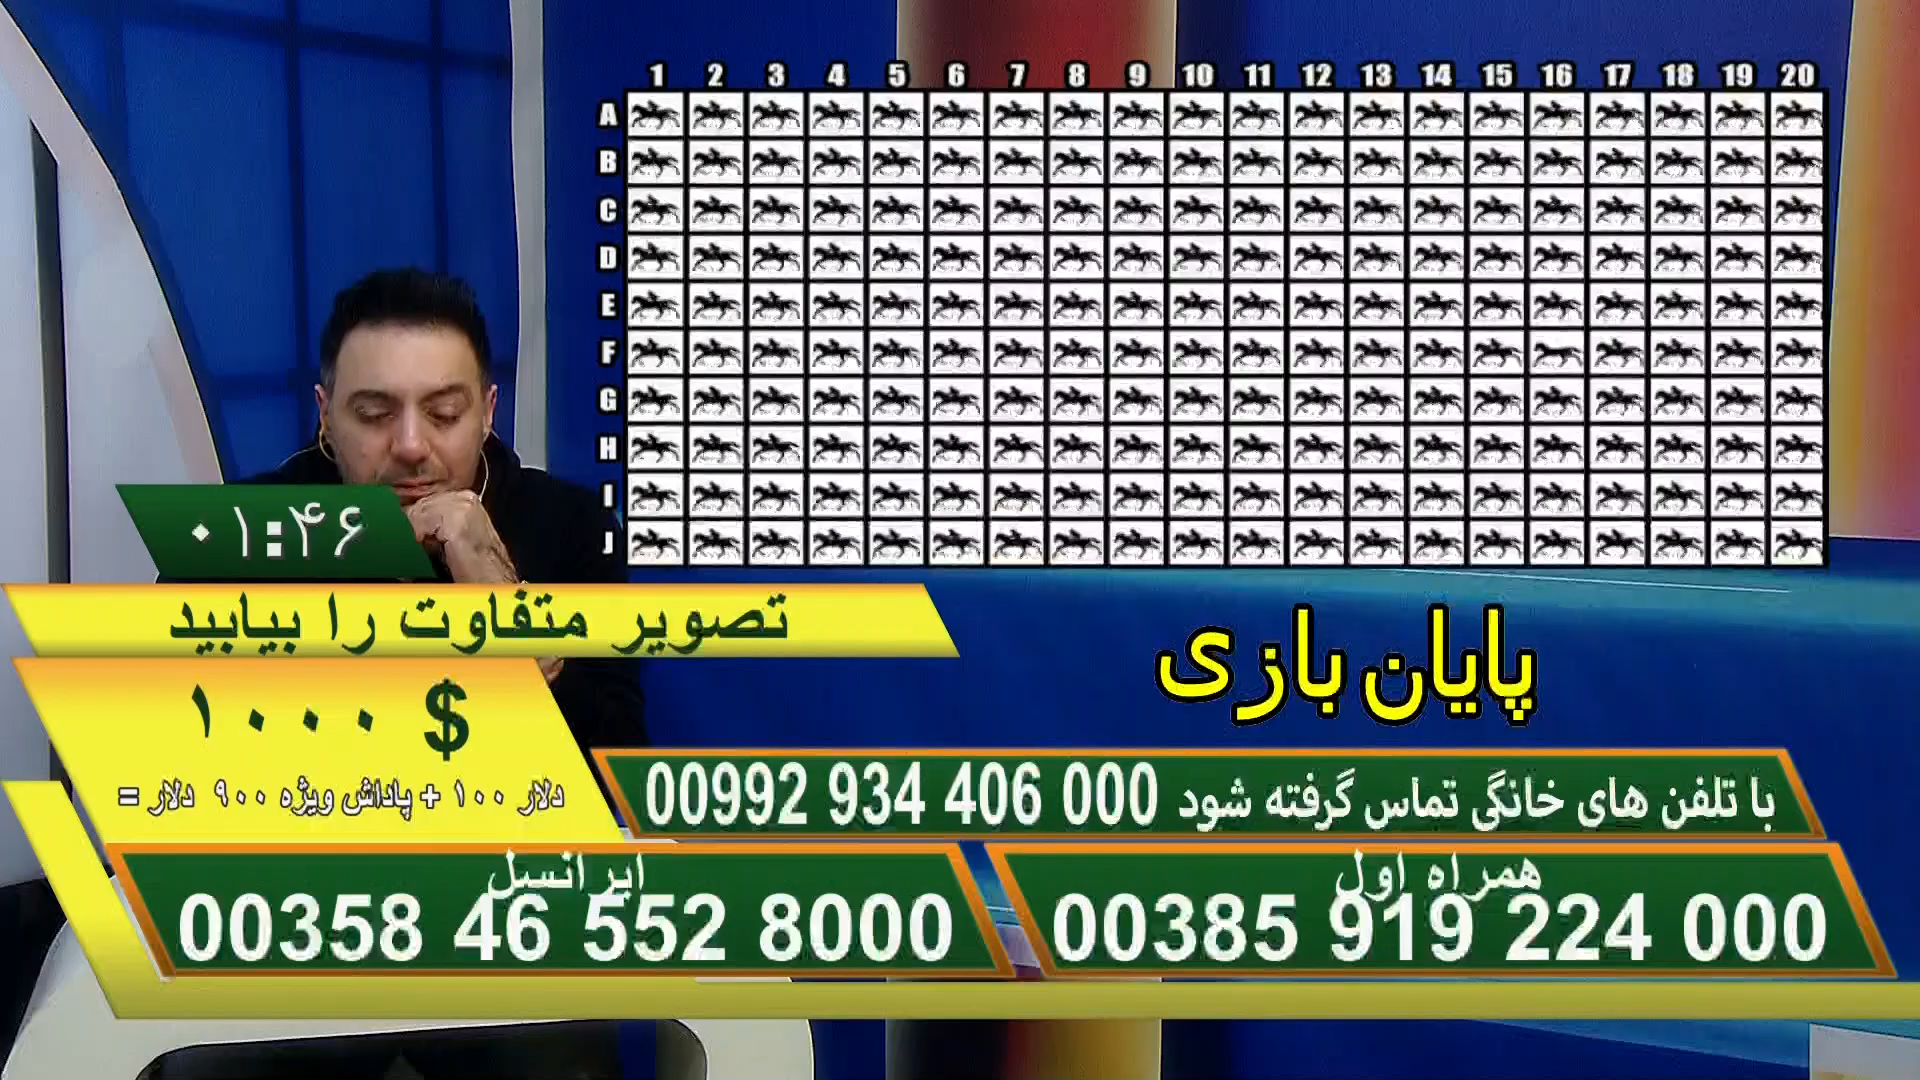 1 2 3 4 5 6 7 8 9 10 11 12 13 14 15 16 17 18 19 20
A
B
C
D
E
F
G
H
I
J
۰۱:۴۶
تصویر متفاوت را بیابید
۱۰۰۰ $
دلار ۱۰۰ + پاداش ویژه ۹۰۰ دلار =
پایان بازی
با تلفن های خانگی تماس گرفته شود 00992 934 406 000
ایرانسل
00358 46 552 8000
همراه اول
00385 919 224 000